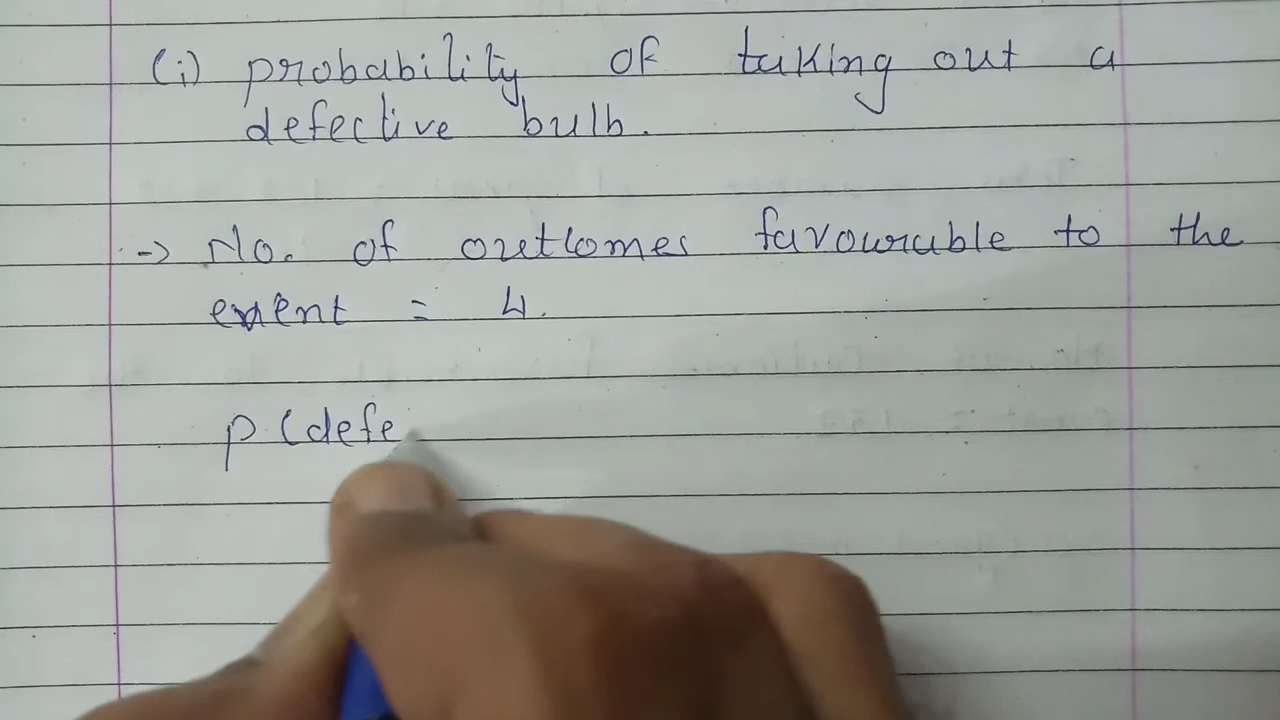 (i) probability of taking out a
defective bulb.
-> No. of outcomes favourable to the
event = 4.
p (defe